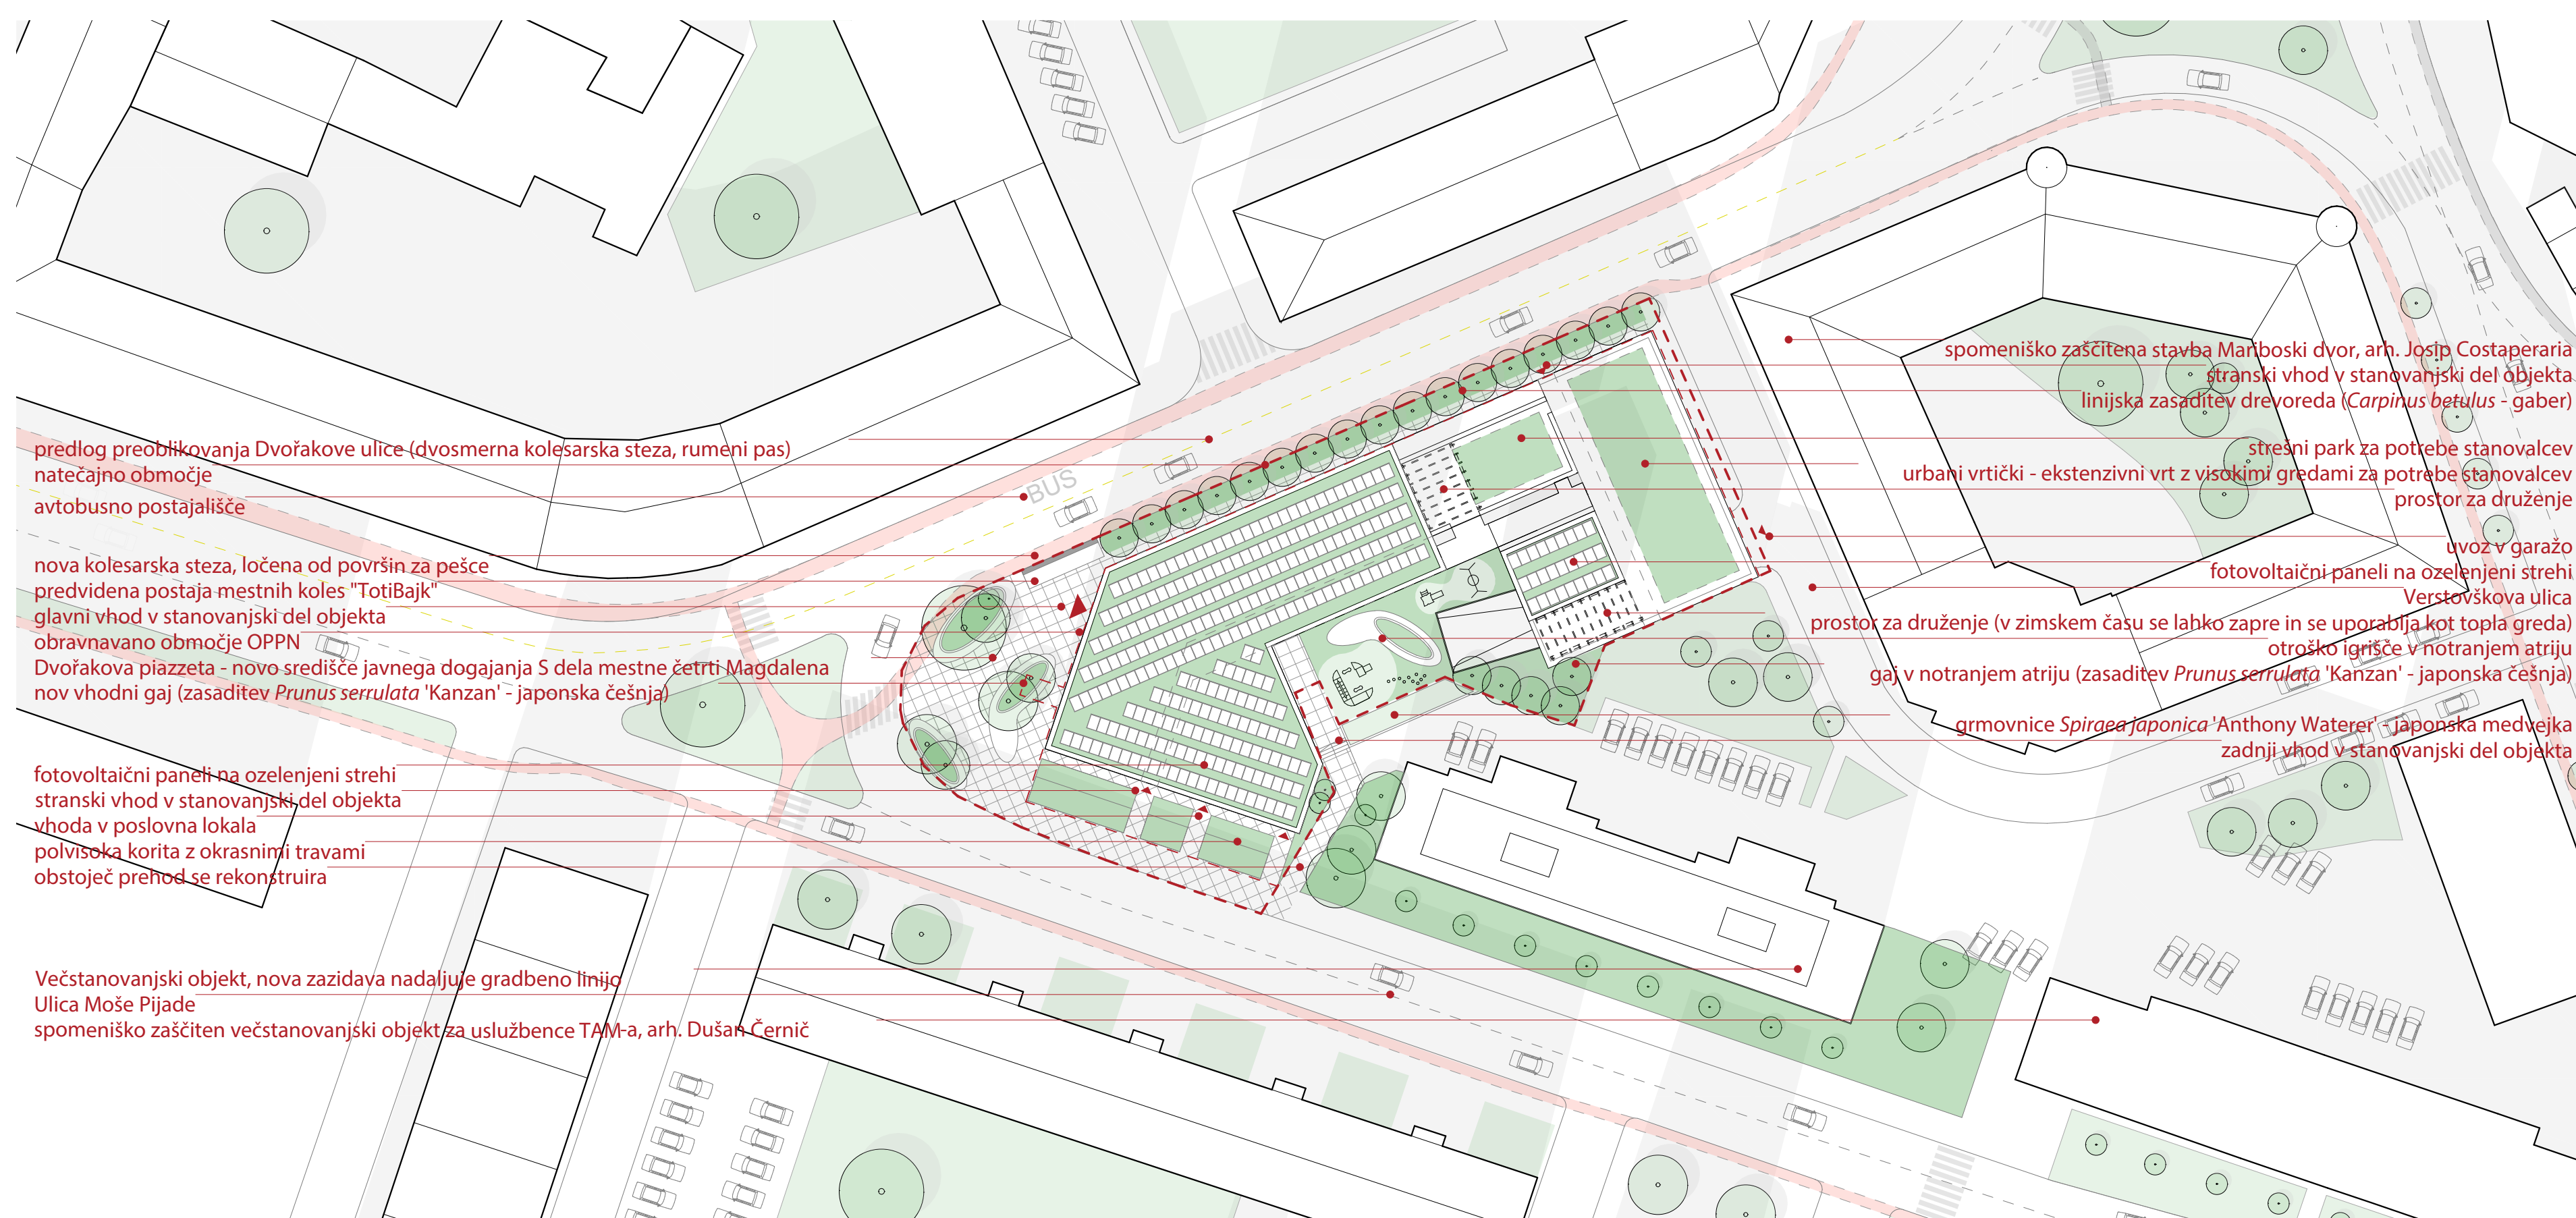 predlog preoblikovanja Dvořakove ulice (dvosmerna kolesarska steza, rumeni pas)
natečajno območje
avtobusno postajališče
nova kolesarska steza, ločena od površin za pešce
predvidena postaja mestnih koles "TotiBajk"
glavni vhod v stanovanjski del objekta
obravnavano območje OPPN
Dvořakova piazzeta - novo središče javnega dogajanja S dela mestne četrti Magdalena
nov vhodni gaj (zasaditev Prunus serrulata 'Kanzan' - japonska češnja)
fotovoltaični paneli na ozelenjeni strehi
stranski vhod v stanovanjski del objekta
vhoda v poslovna lokala
polvisoka korita z okrasnimi travami
obstoječ prehod se rekonstruira
Večstanovanjski objekt, nova zazidava nadaljuje gradbeno linijo
Ulica Moše Pijade
spomeniško zaščiten večstanovanjski objekt za uslužbence TAM-a, arh. Dušan Černič
BUS
spomeniško zaščitena stavba Mariboski dvor, arh. Josip Costaperaria
stranski vhod v stanovanjski del objekta
linijska zasaditev drevoreda (Carpinus betulus - gaber)
strešni park za potrebe stanovalcev
urbani vrtički - ekstenzivni vrt z visokimi gredami za potrebe stanovalcev
prostor za druženje
uvoz v garažo
fotovoltaični paneli na ozelenjeni strehi
Verstovškova ulica
prostor za druženje (v zimskem času se lahko zapre in se uporablja kot topla greda)
otroško igrišče v notranjem atriju
gaj v notranjem atriju (zasaditev Prunus serrulata 'Kanzan' - japonska češnja)
grmovnice Spiraea japonica 'Anthony Waterer' - japonska medvejka
zadnji vhod v stanovanjski del objekta